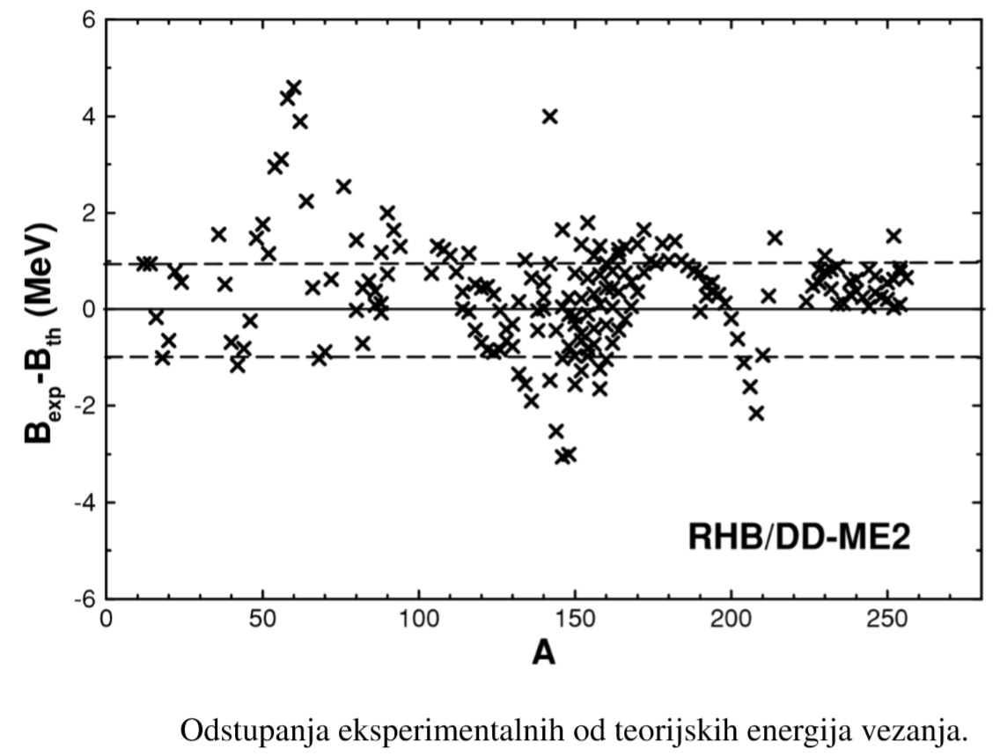 6
4
2
0
-2
-4
-6
B_exp-B_th (MeV)
RHB/DD-ME2
0 50 100 150 200 250
A
Odstupanja eksperimentalnih od teorijskih energija vezanja.